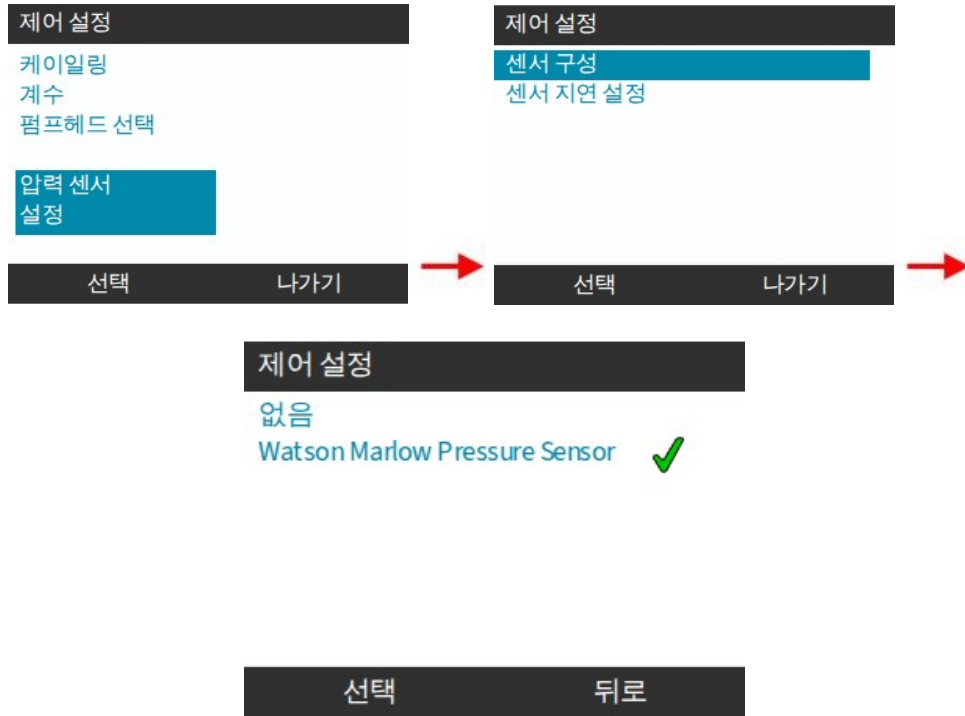 제어 설정
케이일링
계수
펌프헤드 선택
압력 센서
설정
선택 나가기
제어 설정
센서 구성
센서 지연 설정
선택 나가기
제어 설정
없음
Watson Marlow Pressure Sensor
선택 뒤로